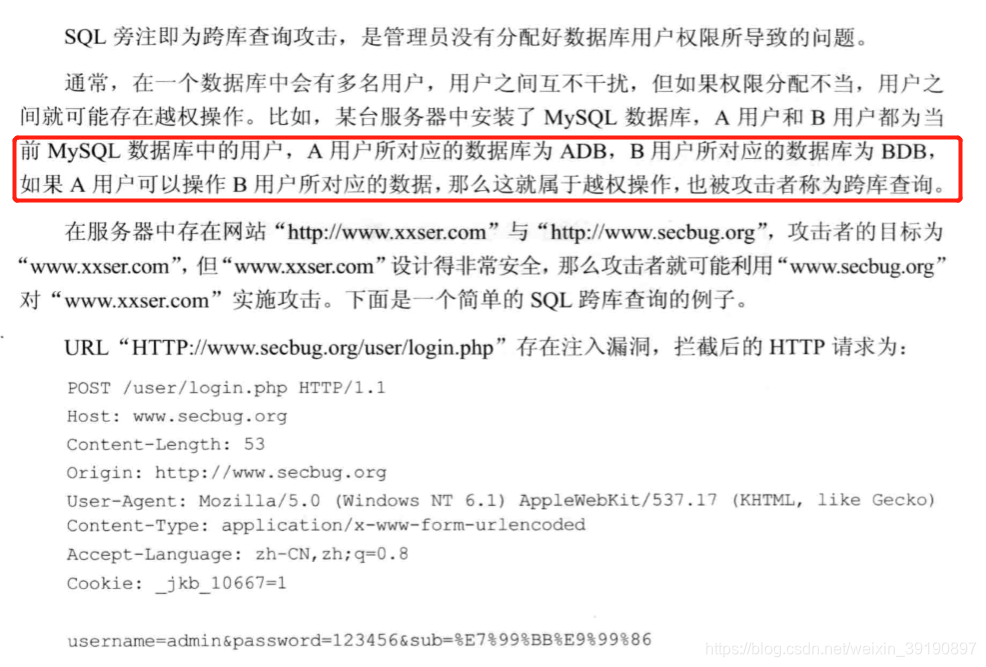 SQL 旁注即为跨库查询攻击，是管理员没有分配好数据库用户权限所导致的问题。
通常，在一个数据库中会有多名用户，用户之间互不干扰，但如果权限分配不当，用户之
间就可能存在越权操作。比如，某台服务器中安装了 MySQL 数据库，A 用户和 B 用户都为当
前 MySQL 数据库中的用户，A 用户所对应的数据库为 ADB，B 用户所对应的数据库为 BDB，
如果 A 用户可以操作 B 用户所对应的数据，那么这就属于越权操作，也被攻击者称为跨库查询。
在服务器中存在网站“http://www.xxser.com”与“http://www.secbug.org”，攻击者的目标为
“www.xxser.com”，但“www.xxser.com”设计得非常安全，那么攻击者就可能利用“www.secbug.org”
对“www.xxser.com”实施攻击。下面是一个简单的 SQL 跨库查询的例子。
URL“HTTP://www.secbug.org/user/login.php”存在注入漏洞，拦截后的 HTTP 请求为：
POST /user/login.php HTTP/1.1
Host: www.secbug.org
Content-Length: 53
Origin: http://www.secbug.org
User-Agent: Mozilla/5.0 (Windows NT 6.1) AppleWebKit/537.17 (KHTML, like Gecko)
Content-Type: application/x-www-form-urlencoded
Accept-Language: zh-CN,zh;q=0.8
Cookie: _jkb_10667=1
username=admin&password=123456&sub=%E7%99%BB%E9%99%86
https://blog.csdn.net/weixin_39190897